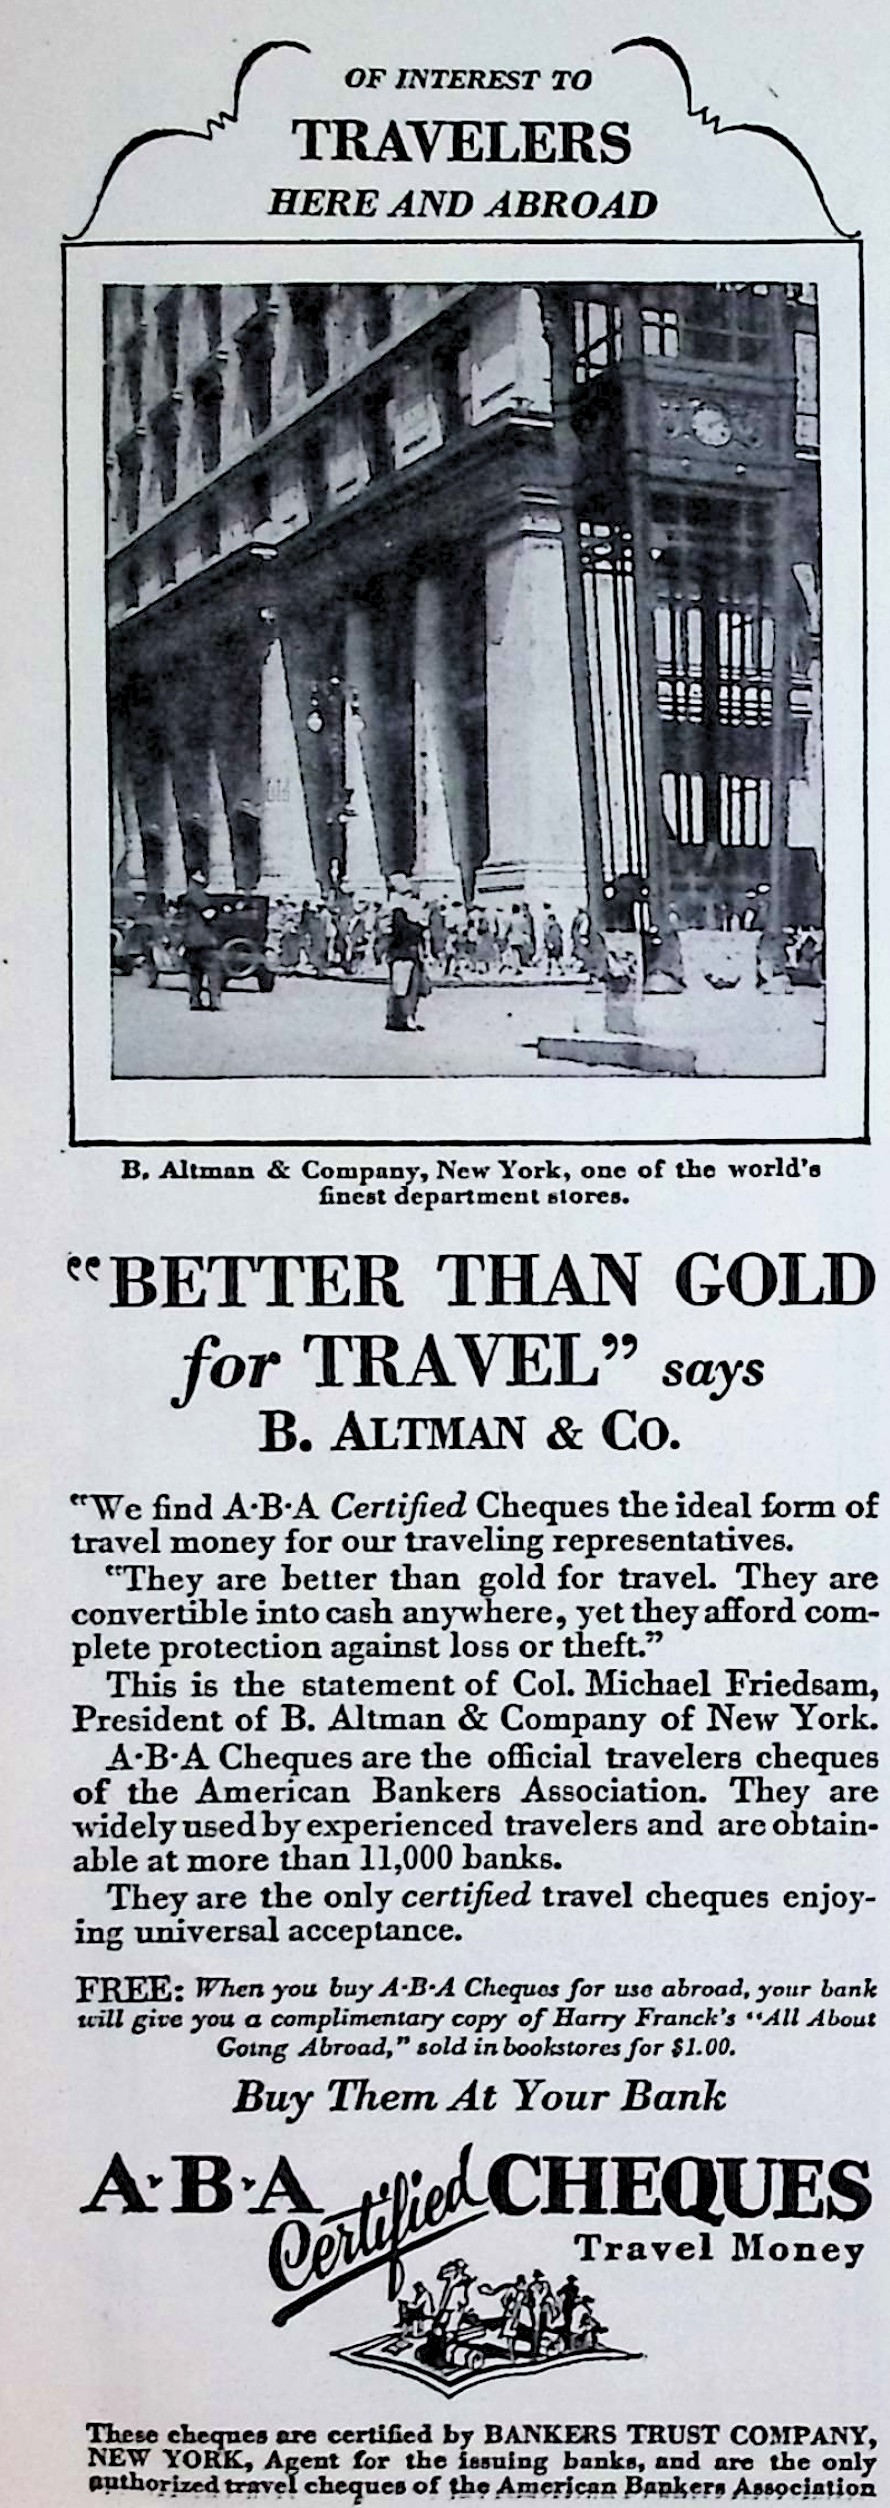 OF INTEREST TO
TRAVELERS
HERE AND ABROAD
B. Altman & Company, New York, one of the world's
finest department stores.
“BETTER THAN GOLD
for TRAVEL” says
B. ALTMAN & CO.
“We find A·B·A Certified Cheques the ideal form of
travel money for our traveling representatives.
“They are better than gold for travel. They are
convertible into cash anywhere, yet they afford com-
plete protection against loss or theft.”
This is the statement of Col. Michael Friedsam,
President of B. Altman & Company of New York.
A·B·A Cheques are the official travelers cheques
of the American Bankers Association. They are
widely used by experienced travelers and are obtain-
able at more than 11,000 banks.
They are the only certified travel cheques enjoy-
ing universal acceptance.
FREE: When you buy A·B·A Cheques for use abroad, your bank
will give you a complimentary copy of Harry Franck's “All About
Going Abroad,” sold in bookstores for $1.00.
Buy Them At Your Bank
A·B·A Certified CHEQUES
Travel Money
These cheques are certified by BANKERS TRUST COMPANY,
NEW YORK, Agent for the issuing banks, and are the only
authorized travel cheques of the American Bankers Association